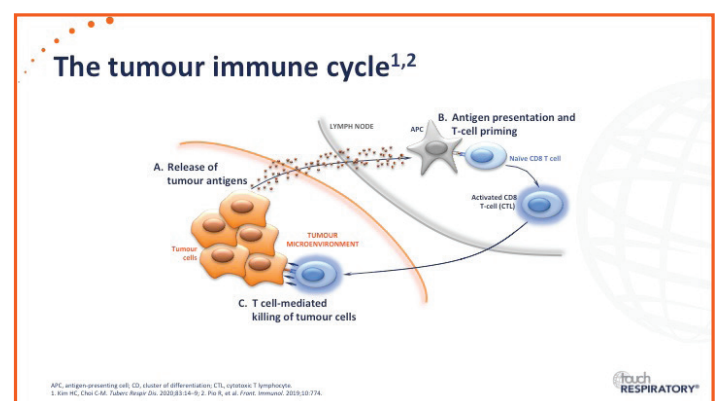 The tumour immune cycle1,2
LYMPH NODE
APC
B. Antigen presentation and
T-cell priming
Naïve CD8 T cell
A. Release of
tumour antigens
Activated CD8
T-cell (CTL)
TUMOUR
MICROENVIRONMENT
Tumour
cells
C. T cell-mediated
killing of tumour cells
APC, antigen-presenting cell; CD, cluster of differentiation; CTL, cytotoxic T lymphocyte.
1. Kim HC, Choi C-M. Tuberc Respir Dis. 2020;83:14–9; 2. Pio R, et al. Front. Immunol. 2019;10:774.
touch
RESPIRATORY®